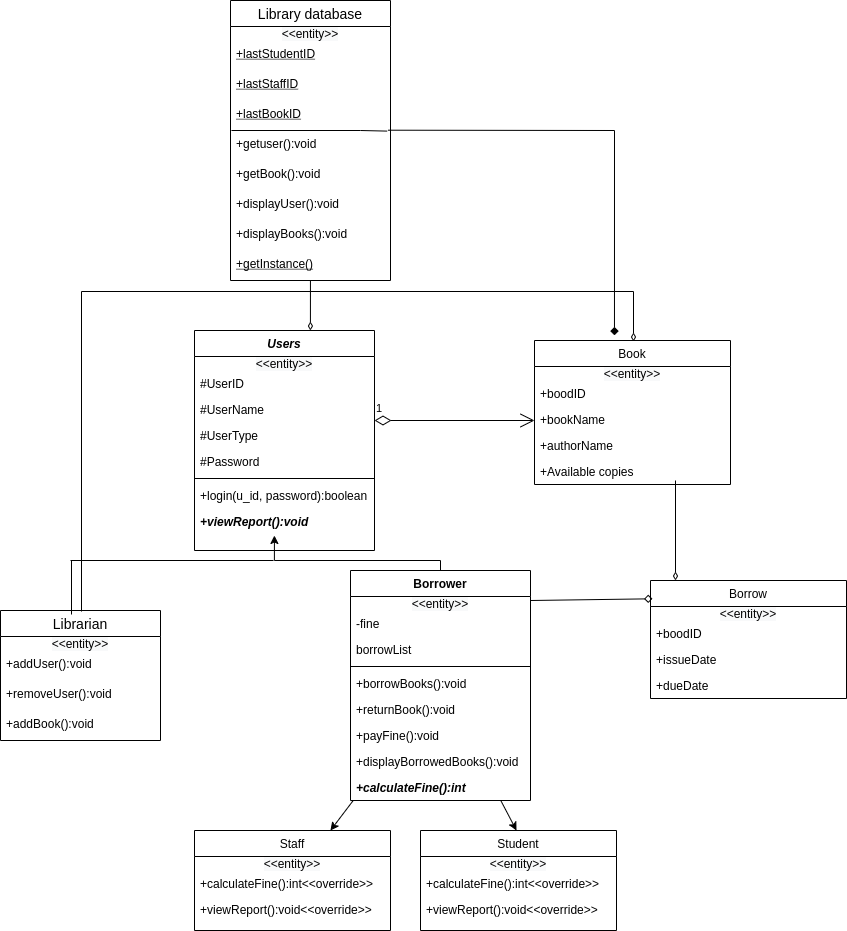 Library database
<<entity>>
+lastStudentID
+lastStaffID
+lastBookID
+getuser():void
+getBook():void
+displayUser():void
+displayBooks():void
+getInstance()
Users
<<entity>>
#UserID
#UserName
#UserType
#Password
+login(u_id, password):boolean
+viewReport():void
1
Book
<<entity>>
+boodID
+bookName
+authorName
+Available copies
Librarian
<<entity>>
+addUser():void
+removeUser():void
+addBook():void
Borrower
<<entity>>
-fine
borrowList
+borrowBooks():void
+returnBook():void
+payFine():void
+displayBorrowedBooks():void
+calculateFine():int
Borrow
<<entity>>
+boodID
+issueDate
+dueDate
Staff
<<entity>>
+calculateFine():int<<override>>
+viewReport():void<<override>>
Student
<<entity>>
+calculateFine():int<<override>>
+viewReport():void<<override>>